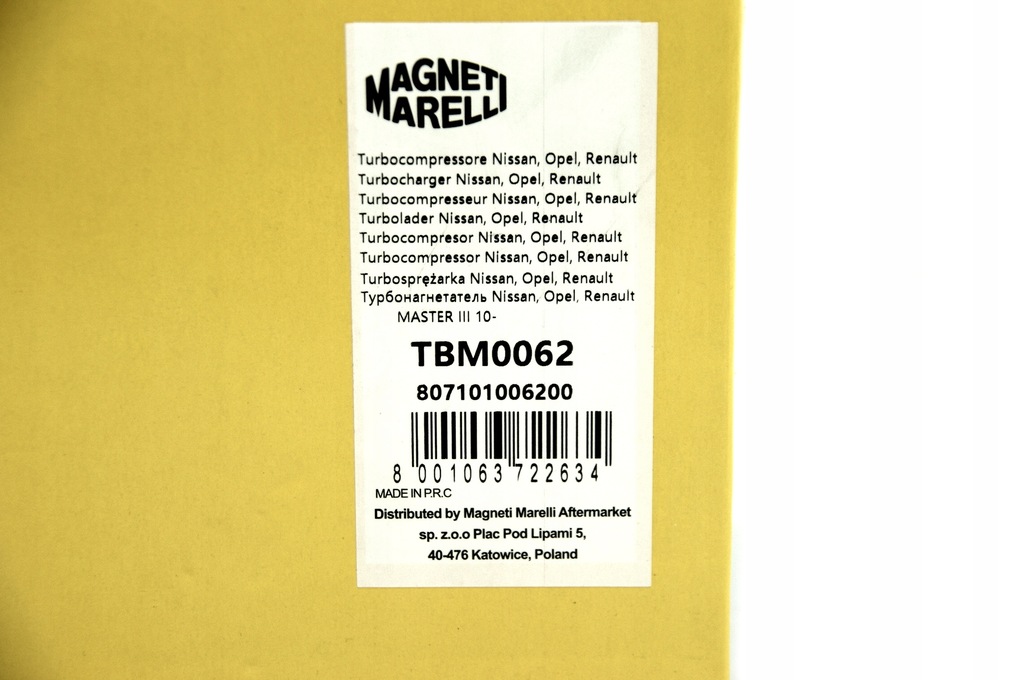 MAGNETI
MARELLI
Turbocompressore Nissan, Opel, Renault
Turbocharger Nissan, Opel, Renault
Turbocompresseur Nissan, Opel, Renault
Turbolader Nissan, Opel, Renault
Turbocompresor Nissan, Opel, Renault
Turbocompressor Nissan, Opel, Renault
Turbosprężarka Nissan, Opel, Renault
Турбонагнетатель Nissan, Opel, Renault
MASTER III 10-
TBM0062
807101006200
8 001063 722634
MADE IN P.R.C
Distributed by Magneti Marelli Aftermarket
sp. z.o.o Plac Pod Lipami 5,
40-476 Katowice, Poland